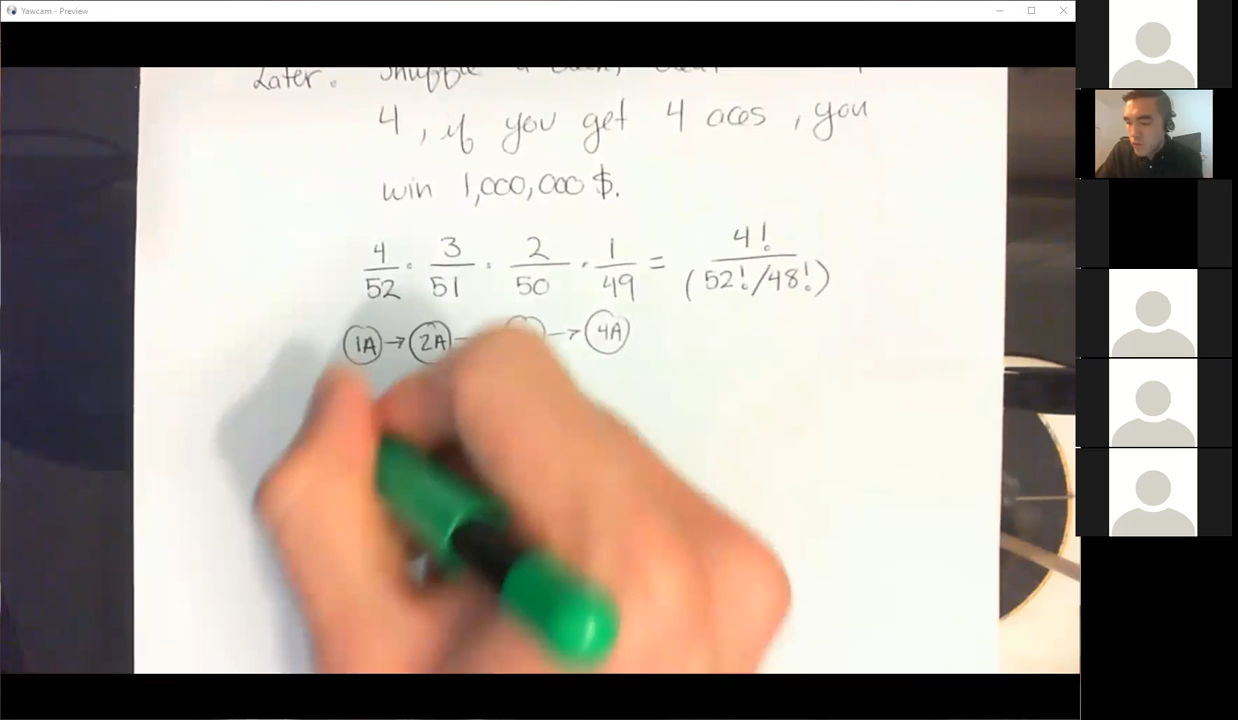 Yawcam - Preview
Later. Shuffle a
4, if you get 4 aces, you
win 1,000,000$.
4/52 · 3/51 · 2/50 · 1/49 = 4!/(52!/48!)
1A → 2A → → 4A